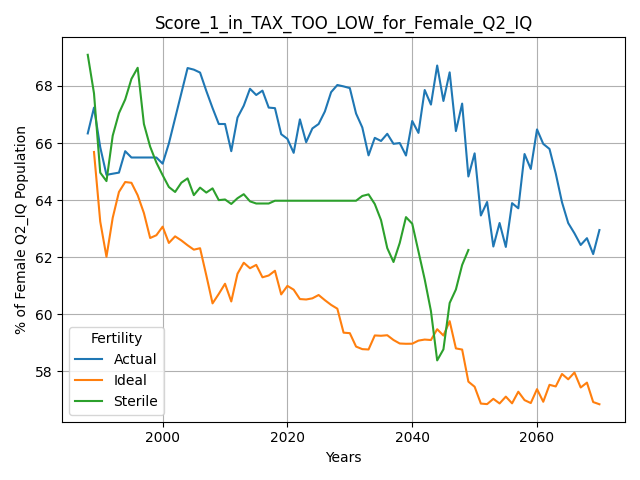 Score_1_in_TAX_TOO_LOW_for_Female_Q2_IQ
% of Female Q2_IQ Population
68
66
64
62
60
58
Fertility
Actual
Ideal
Sterile
2000 2020 2040 2060
Years